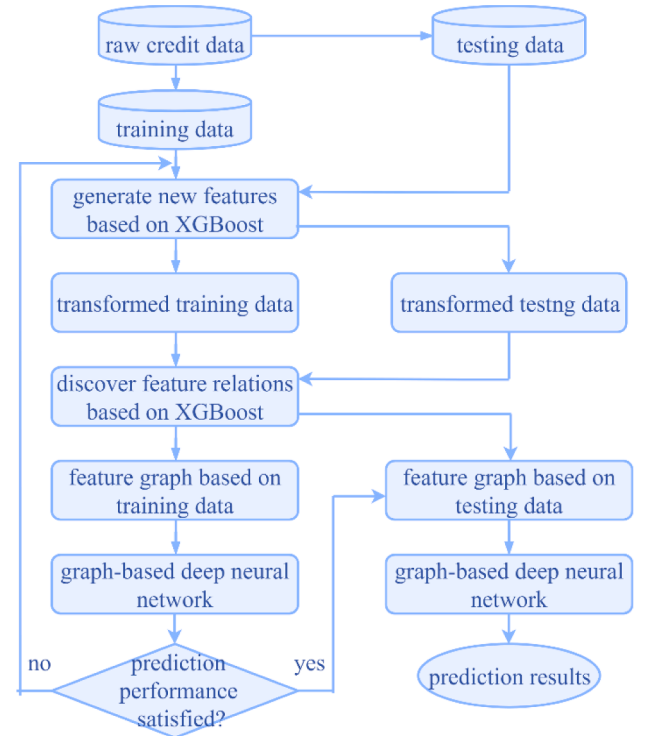 raw credit data
testing data
training data
generate new features
based on XGBoost
transformed training data
transformed testng data
discover feature relations
based on XGBoost
feature graph based on
training data
feature graph based on
testing data
graph-based deep neural
network
graph-based deep neural
network
no
prediction
performance
satisfied?
yes
prediction results